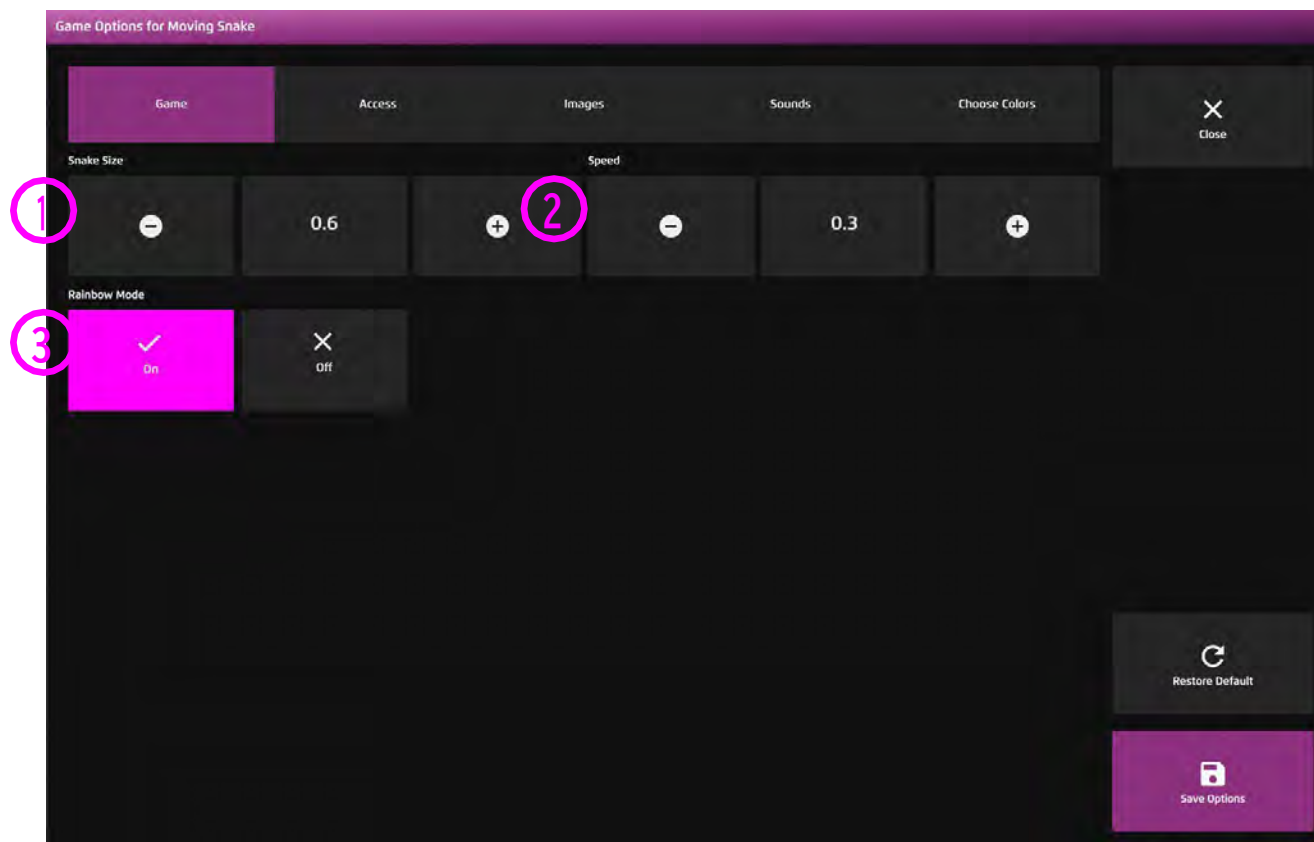 Game Options for Moving Snake
Game Access Images Sounds Choose Colors
Close
Snake Size Speed
1 0.6 2 0.3
Rainbow Mode
3 On Off
Restore Default
Save Options